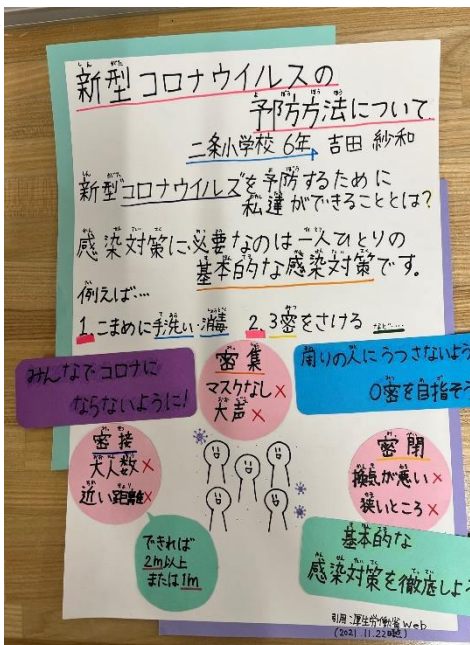 新型コロナウイルスの
予防方法について
二条小学校 6年 吉田 紗和
新型コロナウイルスを予防するために
私達ができることとは?
感染対策に必要なのは一人ひとりの
基本的な感染対策です。
例えば…
1.こまめに手洗い・消毒 2.3密をさける など…
みんなでコロナに
ならないように!
密集
マスクなし×
大声×
周りの人にうつさないよう
0密を目指そう
密接
大人数×
近い距離×
密閉
換気が悪い×
狭いところ×
できれば
2m以上
または1m
基本的な
感染対策を徹底しよ
引用:厚生労働省Web
(2021.11.22時点)